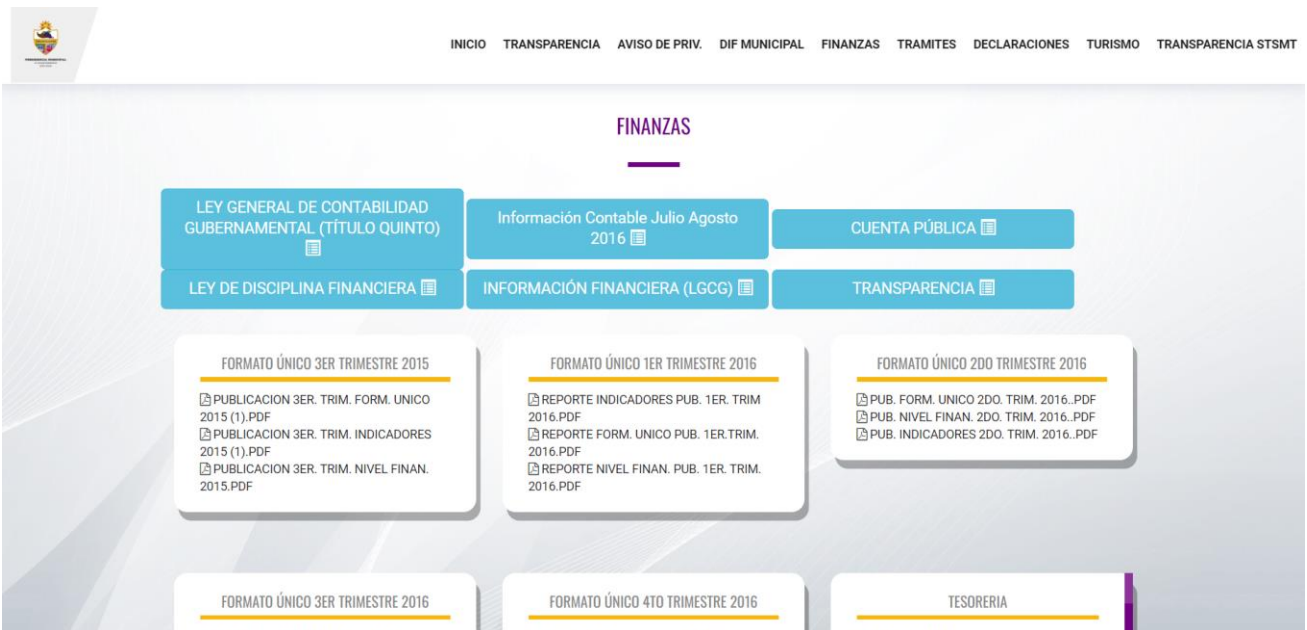 INICIO TRANSPARENCIA AVISO DE PRIV. DIF MUNICIPAL FINANZAS TRAMITES DECLARACIONES TURISMO TRANSPARENCIA STSMT
FINANZAS
LEY GENERAL DE CONTABILIDAD
GUBERNAMENTAL (TÍTULO QUINTO)
Información Contable Julio Agosto
2016
CUENTA PÚBLICA
LEY DE DISCIPLINA FINANCIERA
INFORMACIÓN FINANCIERA (LGCG)
TRANSPARENCIA
FORMATO ÚNICO 3ER TRIMESTRE 2015
PUBLICACION 3ER. TRIM. FORM. UNICO
2015 (1).PDF
PUBLICACION 3ER. TRIM. INDICADORES
2015 (1).PDF
PUBLICACION 3ER. TRIM. NIVEL FINAN.
2015.PDF
FORMATO ÚNICO 1ER TRIMESTRE 2016
REPORTE INDICADORES PUB. 1ER. TRIM
2016.PDF
REPORTE FORM. UNICO PUB. 1ER.TRIM.
2016.PDF
REPORTE NIVEL FINAN. PUB. 1ER. TRIM.
2016.PDF
FORMATO ÚNICO 2DO TRIMESTRE 2016
PUB. FORM. UNICO 2DO. TRIM. 2016..PDF
PUB. NIVEL FINAN. 2DO. TRIM. 2016..PDF
PUB. INDICADORES 2DO. TRIM. 2016..PDF
FORMATO ÚNICO 3ER TRIMESTRE 2016
FORMATO ÚNICO 4TO TRIMESTRE 2016
TESORERIA